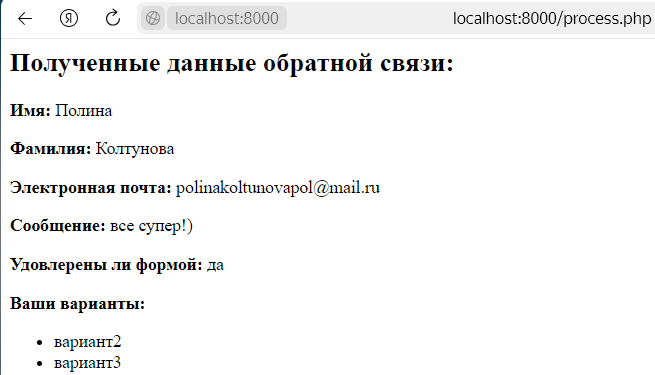 localhost:8000 localhost:8000/process.php
Полученные данные обратной связи:
Имя: Полина
Фамилия: Колтунова
Электронная почта: polinakoltunovapol@mail.ru
Сообщение: все супер!)
Удовлерены ли формой: да
Ваши варианты:
вариант2
вариант3